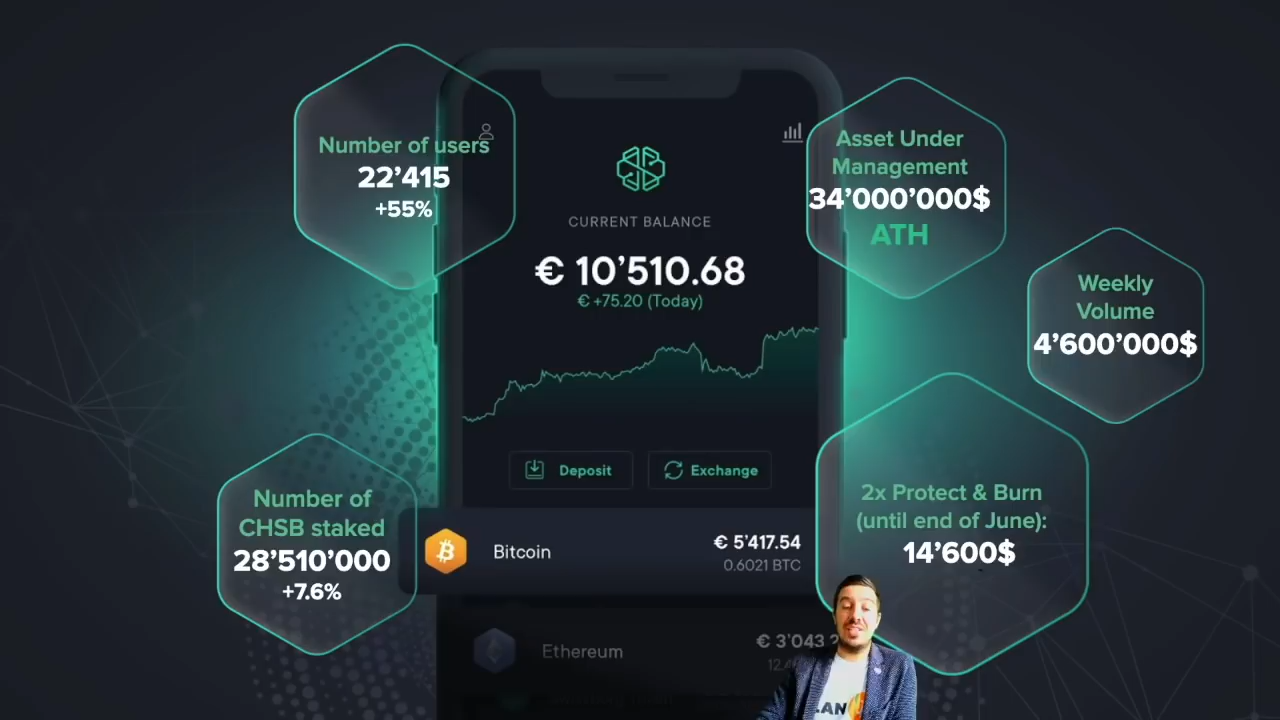 Number of users
22’415
+55%
CURRENT BALANCE
€ 10’510.68
€ +75.20 (Today)
Asset Under
Management
34’000’000$
ATH
Weekly
Volume
4’600’000$
Deposit
Exchange
Number of
CHSB staked
28’510’000
+7.6%
Bitcoin
€ 5’417.54
0.6021 BTC
2x Protect & Burn
(until end of June):
14’600$
Ethereum
€ 3’043